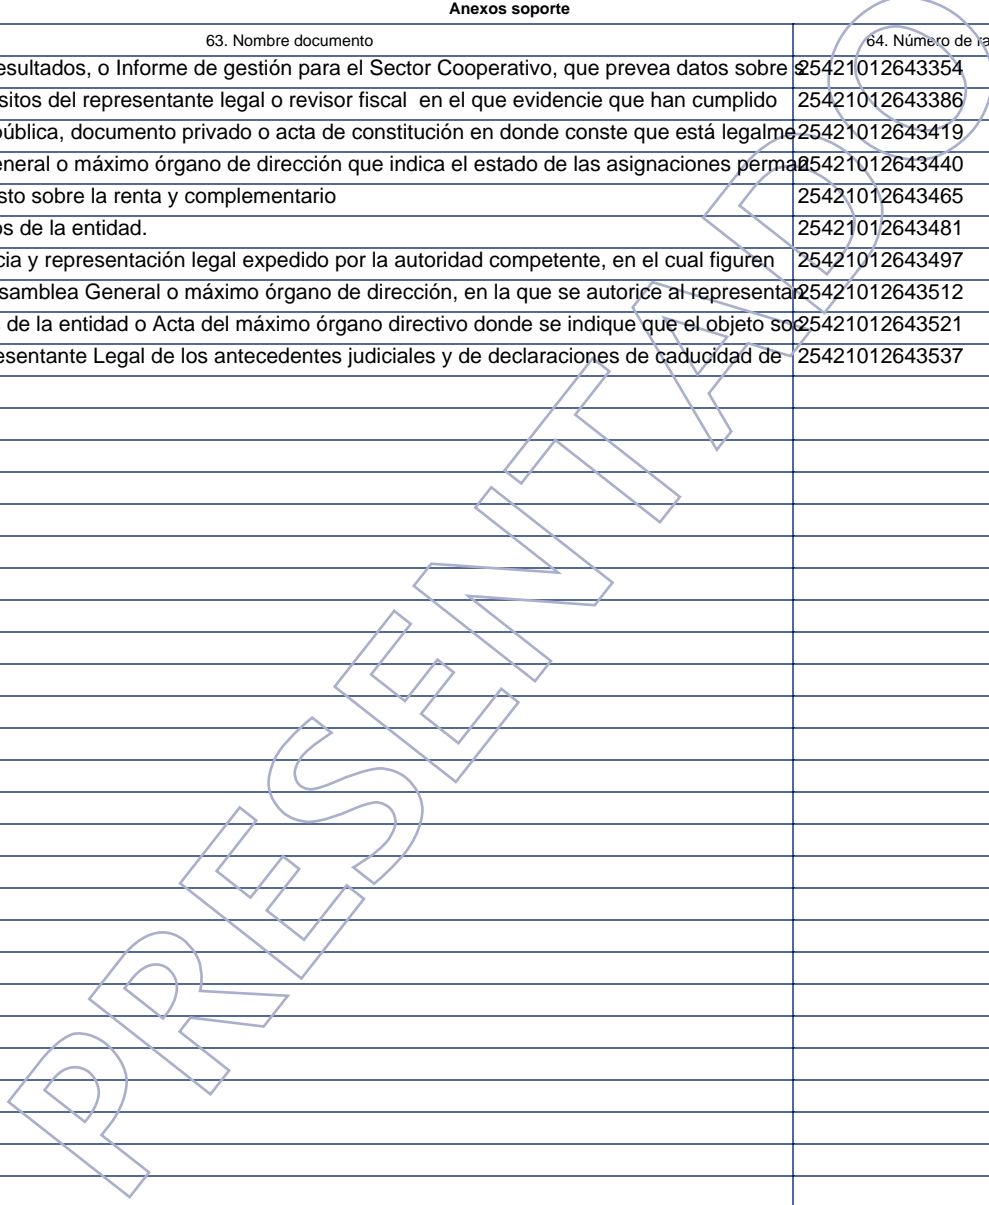 Anexos soporte
63. Nombre documento 64. Número de ra
esultados, o Informe de gestión para el Sector Cooperativo, que prevea datos sobre s 25421012643354
sitos del representante legal o revisor fiscal en el que evidencie que han cumplido 25421012643386
pública, documento privado o acta de constitución en donde conste que está legalme 25421012643419
eneral o máximo órgano de dirección que indica el estado de las asignaciones perman 25421012643440
sto sobre la renta y complementario 25421012643465
os de la entidad. 25421012643481
cia y representación legal expedido por la autoridad competente, en el cual figuren 25421012643497
samblea General o máximo órgano de dirección, en la que se autorice al representan 25421012643512
de la entidad o Acta del máximo órgano directivo donde se indique que el objeto soc 25421012643521
esentante Legal de los antecedentes judiciales y de declaraciones de caducidad de 25421012643537
PRESENTADO